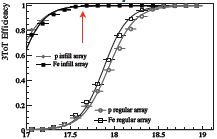 3ToT Efficiency
1
0.8
0.6
0.4
0.2
0
p infill array
Fe infill array
p regular array
Fe regular array
17
17.5
18
18.5
19